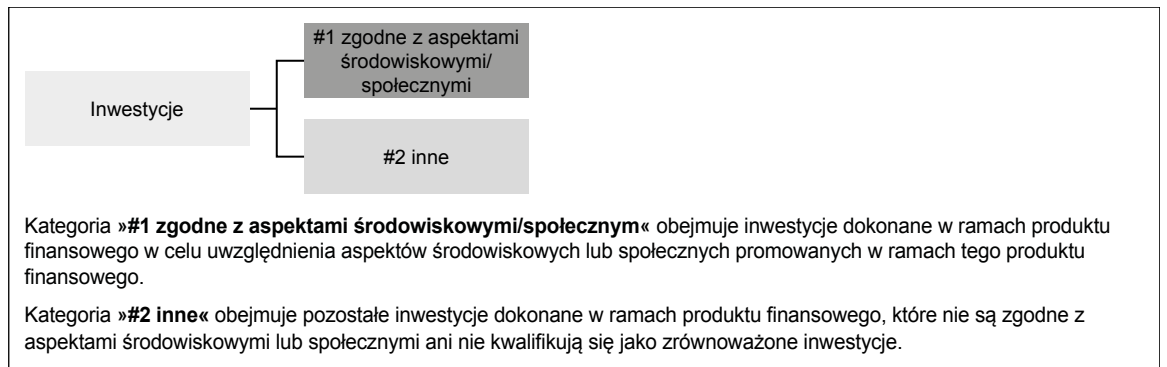 #1 zgodne z aspektami
środowiskowymi/
społecznymi
Inwestycje
#2 inne
Kategoria »#1 zgodne z aspektami środowiskowymi/społecznym« obejmuje inwestycje dokonane w ramach produktu
finansowego w celu uwzględnienia aspektów środowiskowych lub społecznych promowanych w ramach tego produktu
finansowego.
Kategoria »#2 inne« obejmuje pozostałe inwestycje dokonane w ramach produktu finansowego, które nie są zgodne z
aspektami środowiskowymi lub społecznymi ani nie kwalifikują się jako zrównoważone inwestycje.